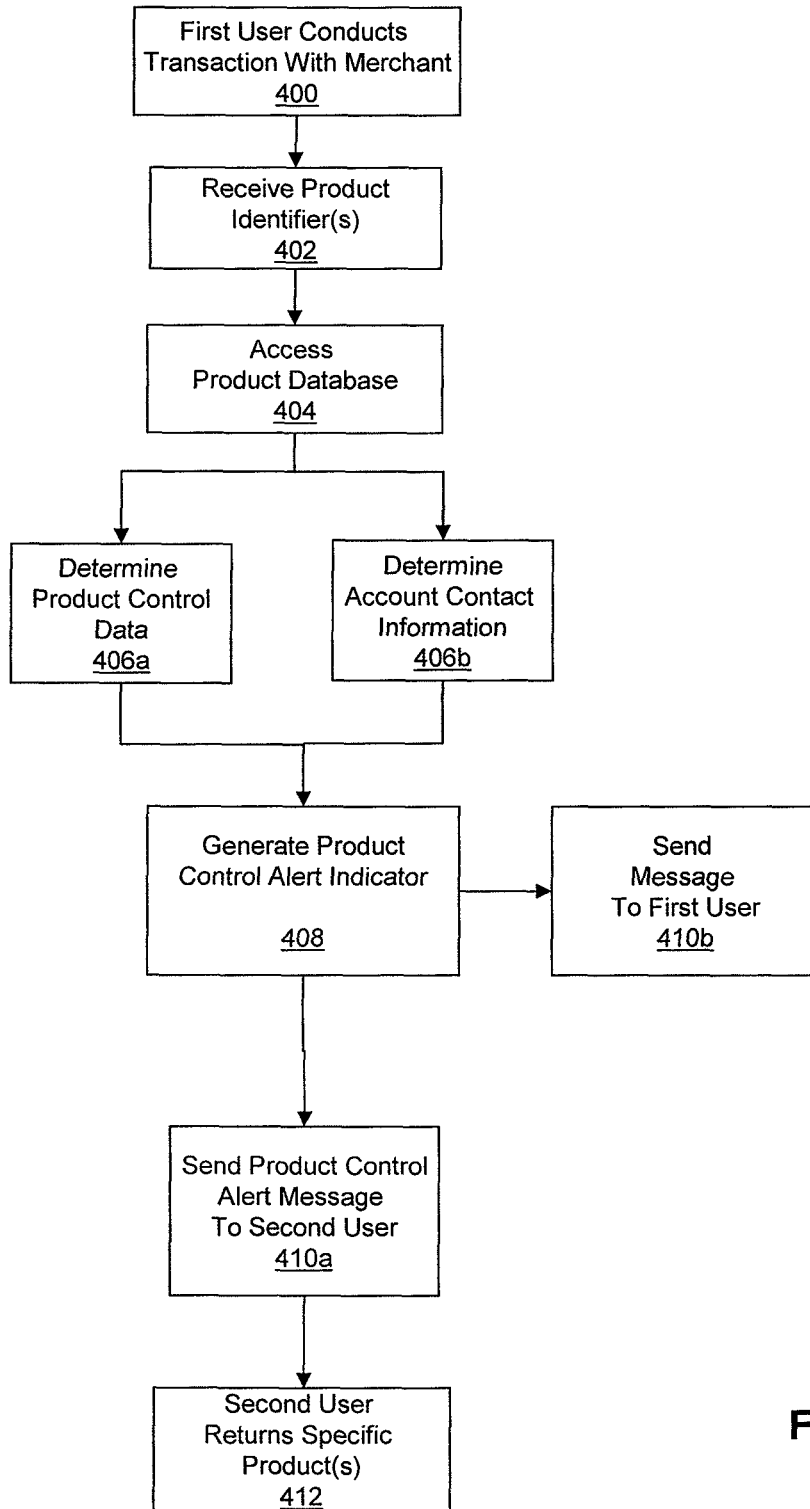 First User Conducts
Transaction With Merchant
400
Receive Product
Identifier(s)
402
Access
Product Database
404
Determine
Product Control
Data
406a
Determine
Account Contact
Information
406b
Generate Product
Control Alert Indicator
408
Send
Message
To First User
410b
Send Product Control
Alert Message
To Second User
410a
Second User
Returns Specific
Product(s)
412
F